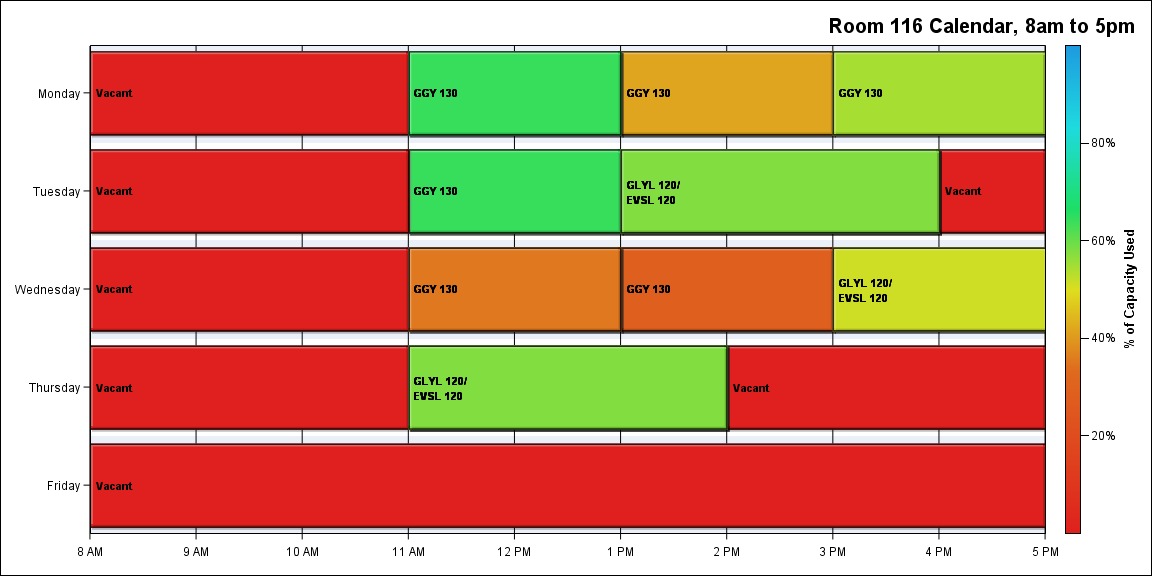 Room 116 Calendar, 8am to 5pm
Monday
Vacant
GGY 130
GGY 130
GGY 130
Tuesday
Vacant
GGY 130
GLYL 120/
EVSL 120
Vacant
Wednesday
Vacant
GGY 130
GGY 130
GLYL 120/
EVSL 120
Thursday
Vacant
GLYL 120/
EVSL 120
Vacant
Friday
Vacant
8 AM
9 AM
10 AM
11 AM
12 PM
1 PM
2 PM
3 PM
4 PM
5 PM
80%
60%
40%
20%
% of Capacity Used